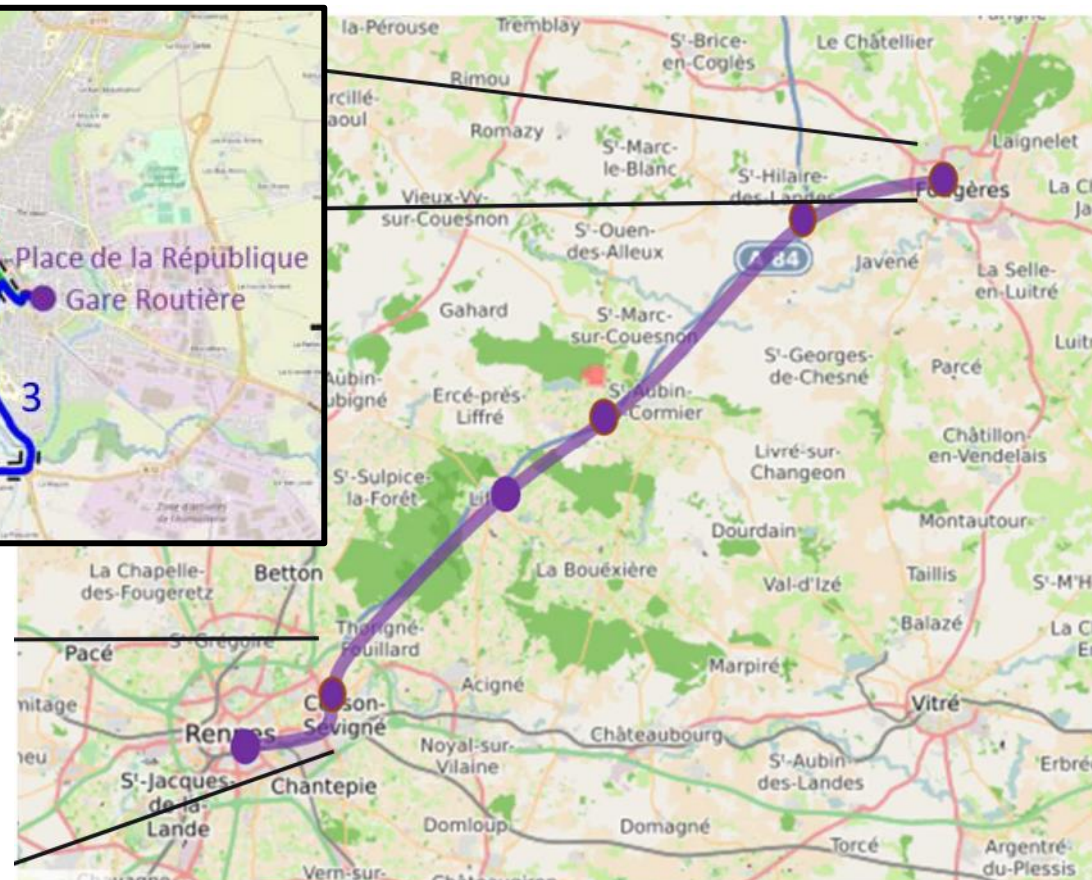 la-Pérouse
Tremblay
Sᵗ-Brice-
en-Coglès
Le Châtellier
Rimou
Romazy
Sᵗ-Marc-
le-Blanc
Laignelet
Sᵗ-Hilaire-
des-Landes
Fougères
Vieux-Vy-
sur-Couesnon
Sᵗ-Ouen-
des-Alleux
A 84
Javené
La Selle-
en-Luitré
Place de la République
Gare Routière
3
Gahard
Sᵗ-Marc-
sur-Couesnon
Sᵗ-Georges-
de-Chesné
Parcé
Ercé-près-
Liffré
Sᵗ-Aubin-
Cormier
Châtillon-
en-Vendelais
Livré-sur-
Changeon
Sᵗ-Sulpice-
la-Forêt
Dourdain
Montautour
La Chapelle-
des-Fougeretz
Betton
La Bouëxière
Val-d'Izé
Taillis
Sᵗ-M'H
Sᵗ-Grégoire
Thorigné-
Fouillard
Balazé
Pacé
Marpiré
Acigné
Vitré
Cesson-
Sévigné
Rennes
Noyal-sur-
Vilaine
Châteaubourg
Sᵗ-Aubin-
des-Landes
Sᵗ-Jacques-
de-la-
Lande
Chantepie
Domloup
Domagné
Torcé
Argentré-
du-Plessis
Vern-sur-